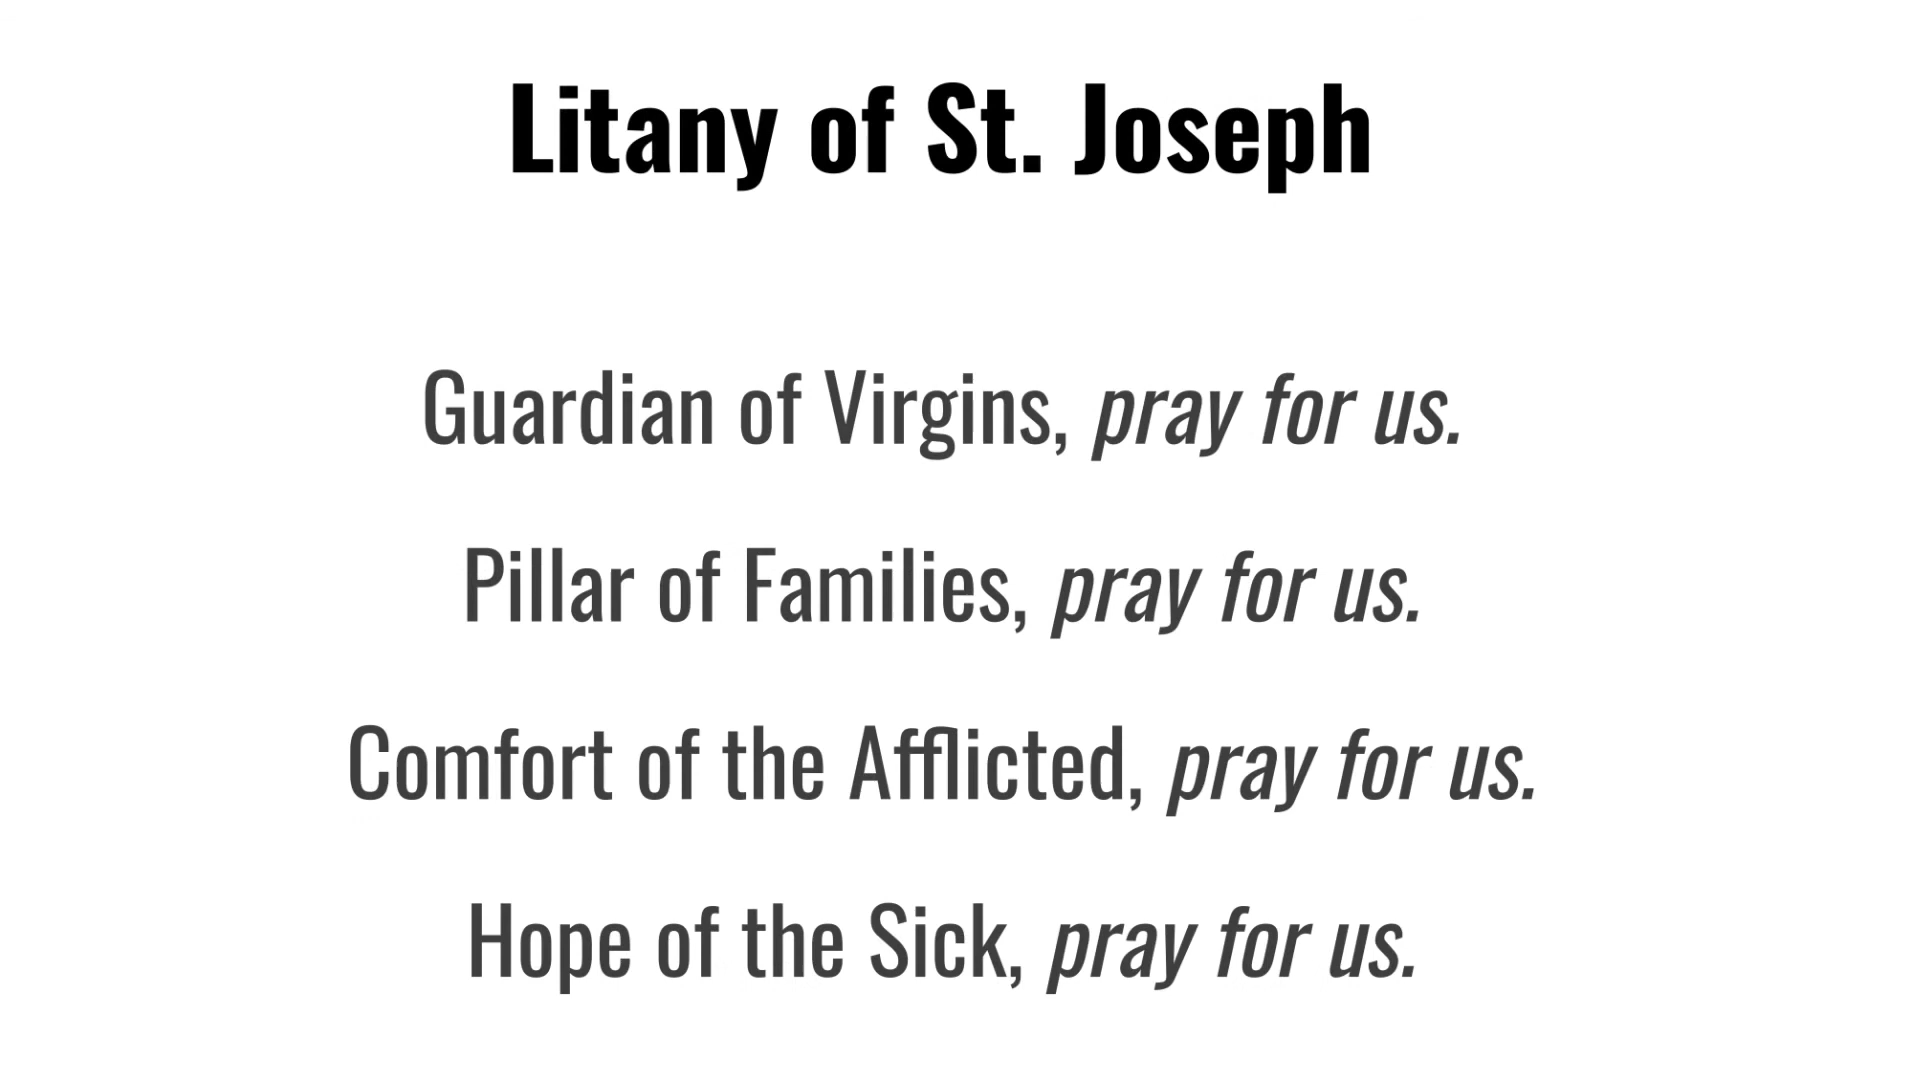 Litany of St. Joseph
Guardian of Virgins, pray for us.
Pillar of Families, pray for us.
Comfort of the Afflicted, pray for us.
Hope of the Sick, pray for us.